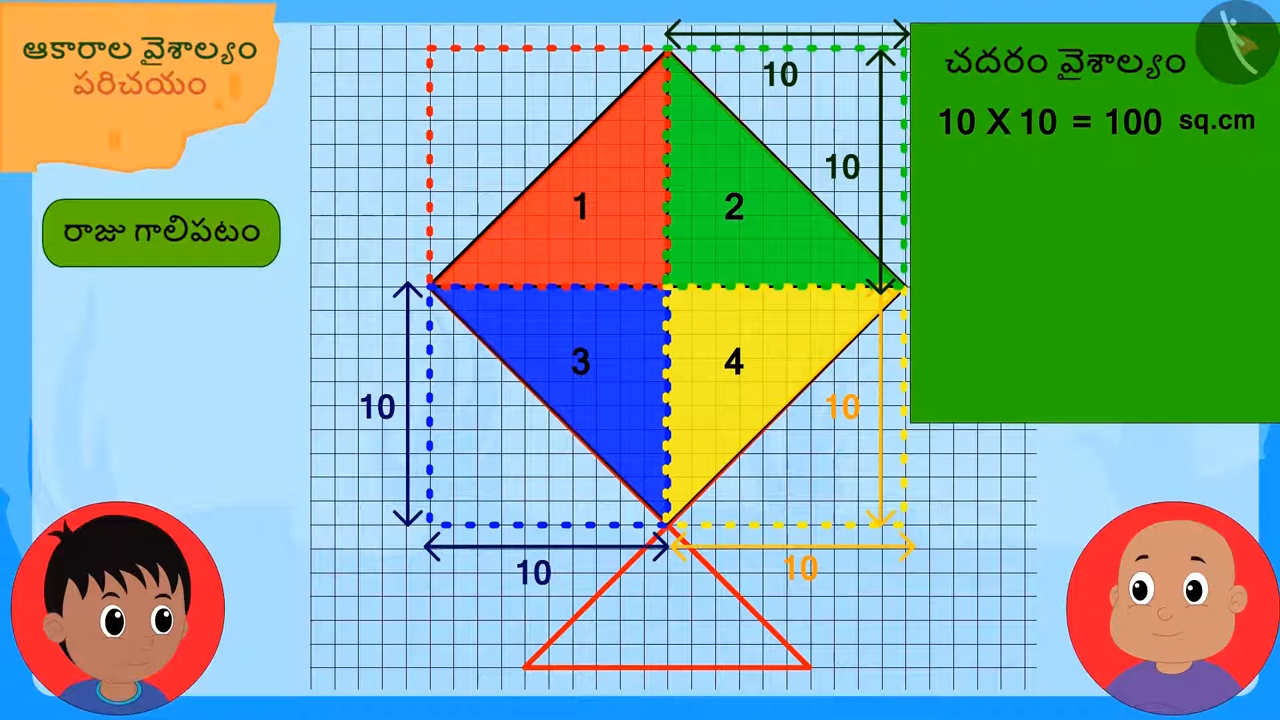 ఆకారాల వైశాల్యం
పరిచయం
రాజు గాలిపటం
చదరం వైశాల్యం
10 X 10 = 100 sq.cm
10
10
1
2
3
4
10
10
10
10